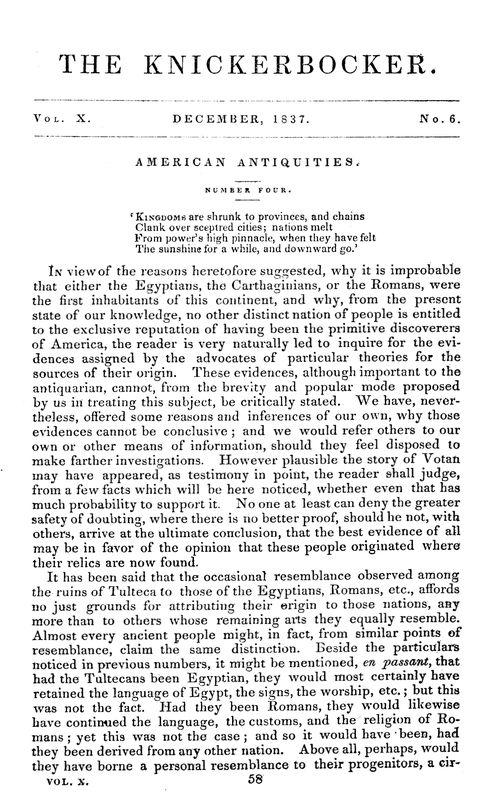 THE KNICKERBOCKER.
VOL. X. DECEMBER, 1837. No. 6.
AMERICAN ANTIQUITIES.
NUMBER FOUR.
'KINGDOMS are shrunk to provinces, and chains
Clank over sceptred cities; nations melt
From power's high pinnacle, when they have felt
The sunshine for a while, and downward go.'
IN view of the reasons heretofore suggested, why it is improbable
that either the Egyptians, the Carthaginians, or the Romans, were
the first inhabitants of this continent, and why, from the present
state of our knowledge, no other distinct nation of people is entitled
to the exclusive reputation of having been the primitive discoverers
of America, the reader is very naturally led to inquire for the evi-
dences assigned by the advocates of particular theories for the
sources of their origin. These evidences, although important to the
antiquarian, cannot, from the brevity and popular mode proposed
by us in treating this subject, be critically stated. We have, never-
theless, offered some reasons and inferences of our own, why those
evidences cannot be conclusive; and we would refer others to our
own or other means of information, should they feel disposed to
make farther investigations. However plausible the story of Votan
may have appeared, as testimony in point, the reader shall judge,
from a few facts which will be here noticed, whether even that has
much probability to support it. No one at least can deny the greater
safety of doubting, where there is no better proof, should he not, with
others, arrive at the ultimate conclusion, that the best evidence of all
may be in favor of the opinion that these people originated where
their relics are now found.
It has been said that the occasional resemblance observed among
the ruins of Tulteca to those of the Egyptians, Romans, etc., affords
no just grounds for attributing their origin to those nations, any
more than to others whose remaining arts they equally resemble.
Almost every ancient people might, in fact, from similar points of
resemblance, claim the same distinction. Beside the particulars
noticed in previous numbers, it might be mentioned, en passant, that
had the Tultecans been Egyptian, they would most certainly have
retained the language of Egypt, the signs, the worship, etc.; but this
was not the fact. Had they been Romans, they would likewise
have continued the language, the customs, and the religion of Ro-
mans; yet this was not the case; and so it would have been, had
they been derived from any other nation. Above all, perhaps, would
they have borne a personal resemblance to their progenitors, a cir-
VOL. X. 58